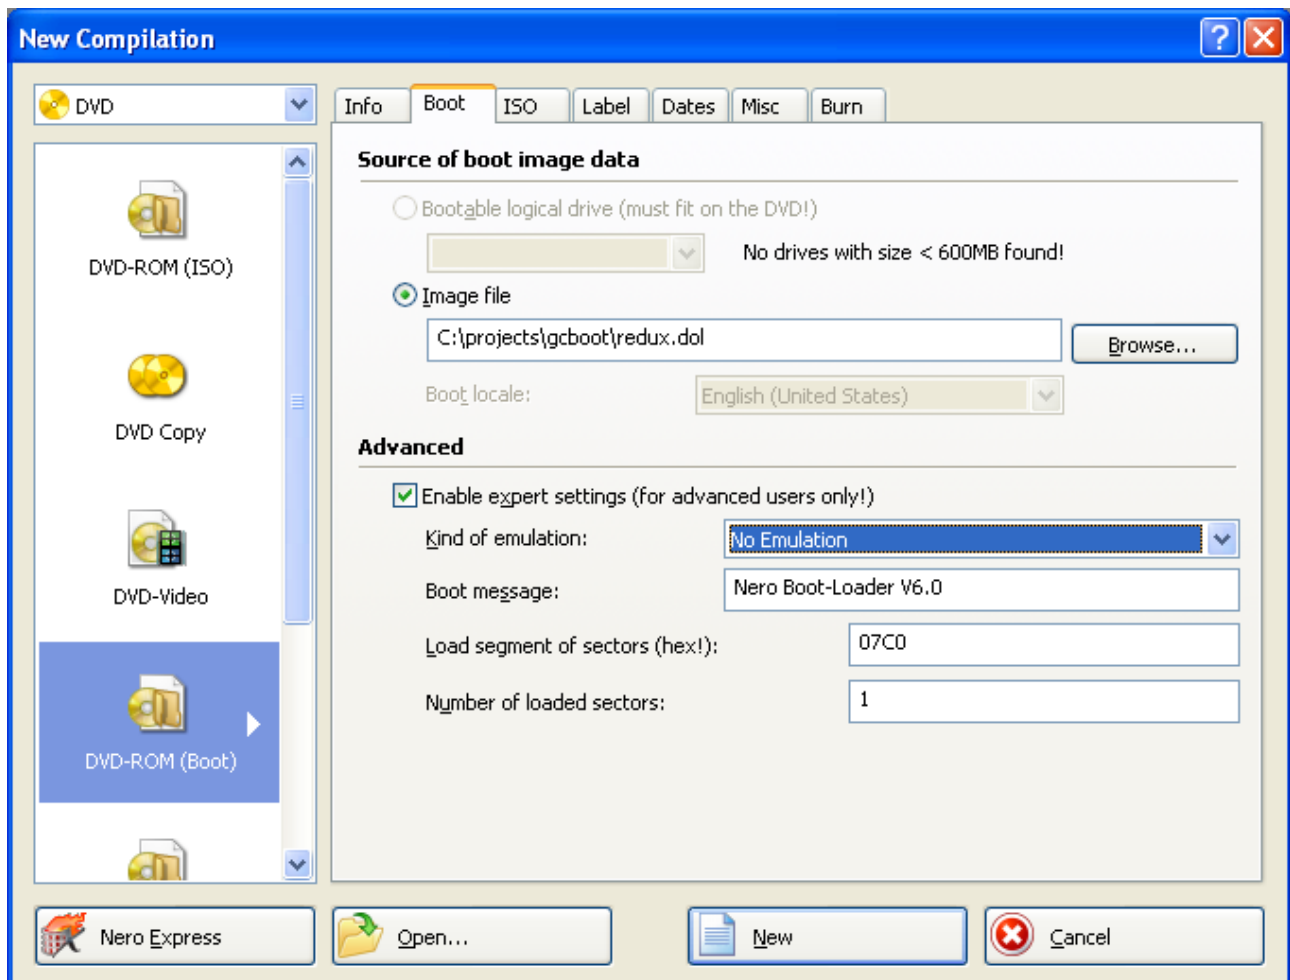 New Compilation
DVD
DVD-ROM (ISO)
DVD Copy
DVD-Video
DVD-ROM (Boot)
Info Boot ISO Label Dates Misc Burn
Source of boot image data
Bootable logical drive (must fit on the DVD!)
No drives with size < 600MB found!
Image file
C:\projects\gcboot\redux.dol
Browse...
Boot locale: English (United States)
Advanced
Enable expert settings (for advanced users only!)
Kind of emulation: No Emulation
Boot message: Nero Boot-Loader V6.0
Load segment of sectors (hex!): 07C0
Number of loaded sectors: 1
Nero Express Open... New Cancel